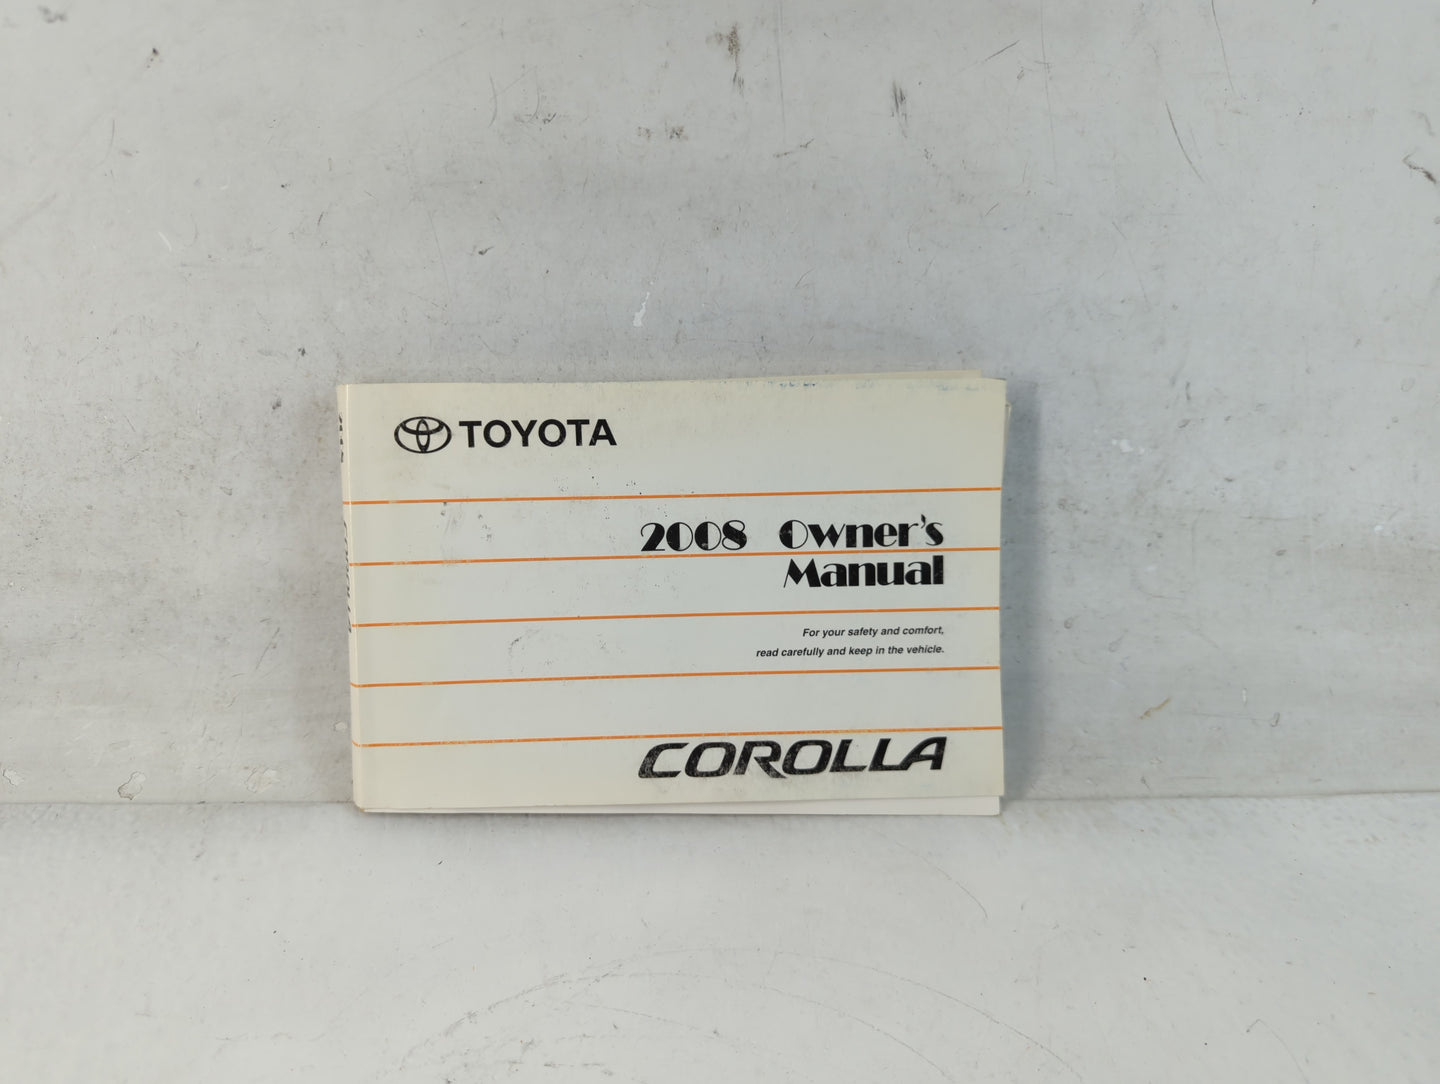 TOYOTA
2008 Owner's
Manual
For your safety and comfort,
read carefully and keep in the vehicle.
COROLLA